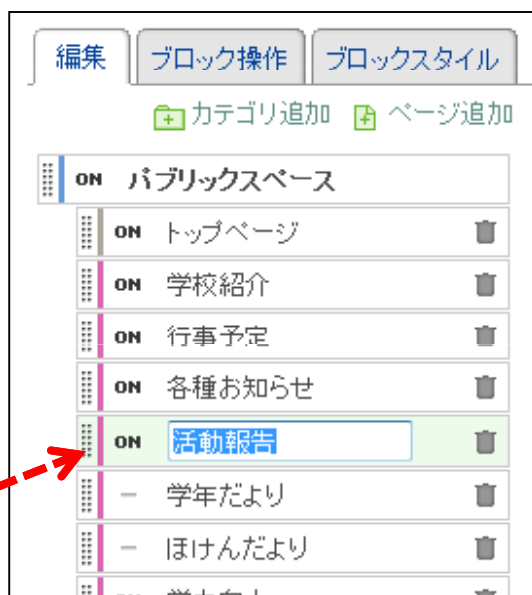 編集 ブロック操作 ブロックスタイル
カテゴリ追加 ページ追加
ON パブリックスペース
ON トップページ
ON 学校紹介
ON 行事予定
ON 各種お知らせ
ON 活動報告
― 学年だより
― ほけんだより